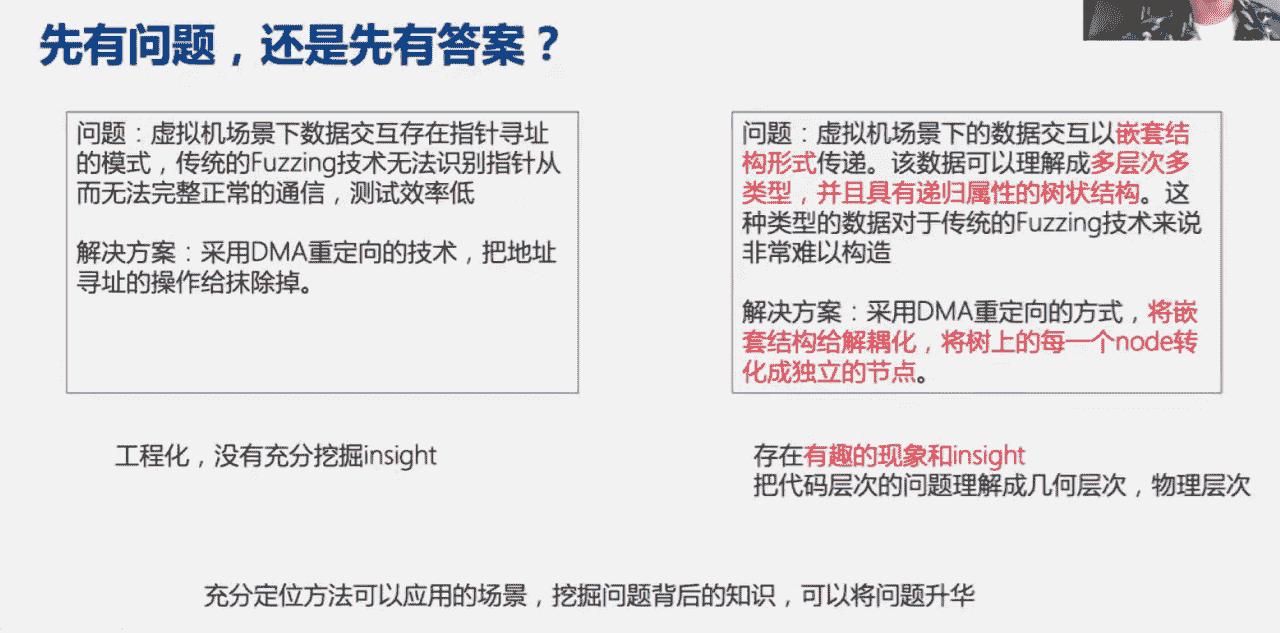 先有问题，还是先有答案？
问题：虚拟机场景下数据交互存在指针寻址
的模式，传统的Fuzzing技术无法识别指针从
而无法完整正常的通信，测试效率低
解决方案：采用DMA重定向的技术，把地址
寻址的操作给抹除掉。
工程化，没有充分挖掘insight
问题：虚拟机场景下的数据交互以嵌套结
构形式传递。该数据可以理解成多层次多
类型，并且具有递归属性的树状结构。这
种类型的数据对于传统的Fuzzing技术来说
非常难以构造
解决方案：采用DMA重定向的方式，将嵌
套结构给解耦化，将树上的每一个node转
化成独立的节点。
存在有趣的现象和insight
把代码层次的问题理解成几何层次，物理层次
充分定位方法可以应用的场景，挖掘问题背后的知识，可以将问题升华